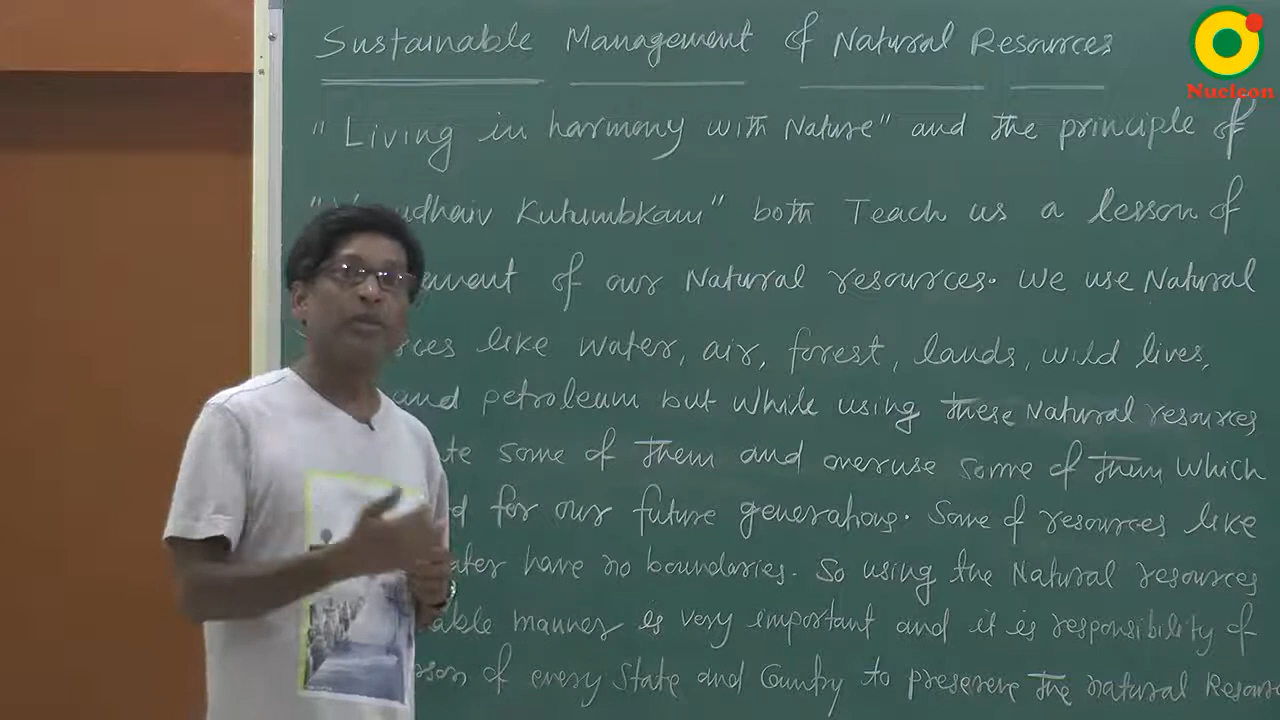 Sustainable Management of Natural Resources
Nucleon
" Living in harmony with Nature" and the principle of
Kutumbkam" both Teach us a lesson of
of our Natural resources. We use Natural
like water, air, forest, lands, wild lives,
and petroleum but while using these Natural resources
some of them and overuse some of them which
for our future generations. Some of resources like
have no boundaries. So using the Natural resources
manner is very important and it is responsibility of
of every State and Country to preserve the natural